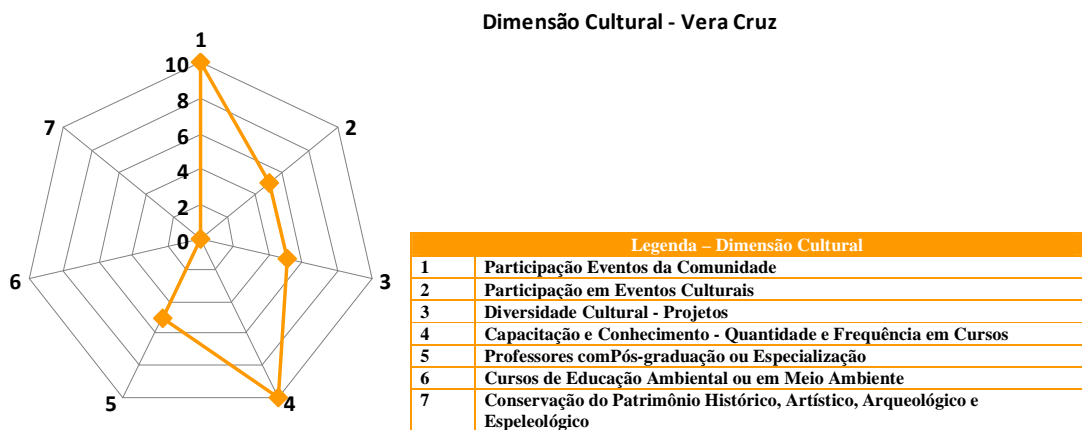 Dimensão Cultural - Vera Cruz
1
10
8
7
2
6
4
2
0
6
3
5
4
Legenda – Dimensão Cultural
1 Participação Eventos da Comunidade
2 Participação em Eventos Culturais
3 Diversidade Cultural - Projetos
4 Capacitação e Conhecimento - Quantidade e Frequência em Cursos
5 Professores comPós-graduação ou Especialização
6 Cursos de Educação Ambiental ou em Meio Ambiente
7 Conservação do Patrimônio Histórico, Artístico, Arqueológico e
Espeleológico